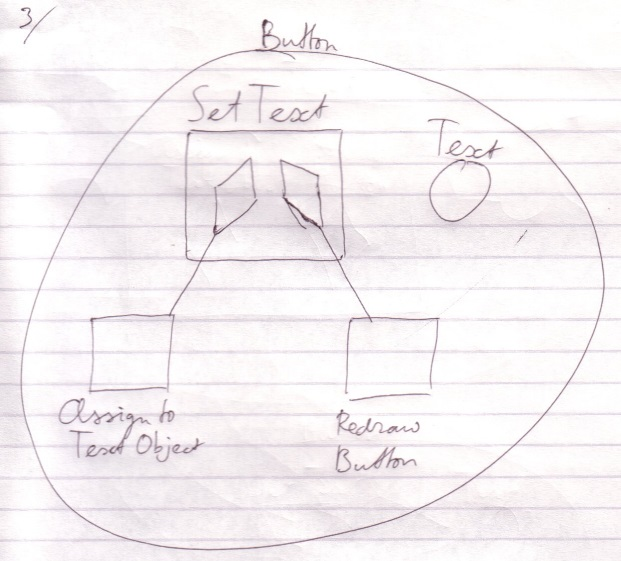 3/
Button
Set Text
Text
Assign to
Text Object
Redraw
Button